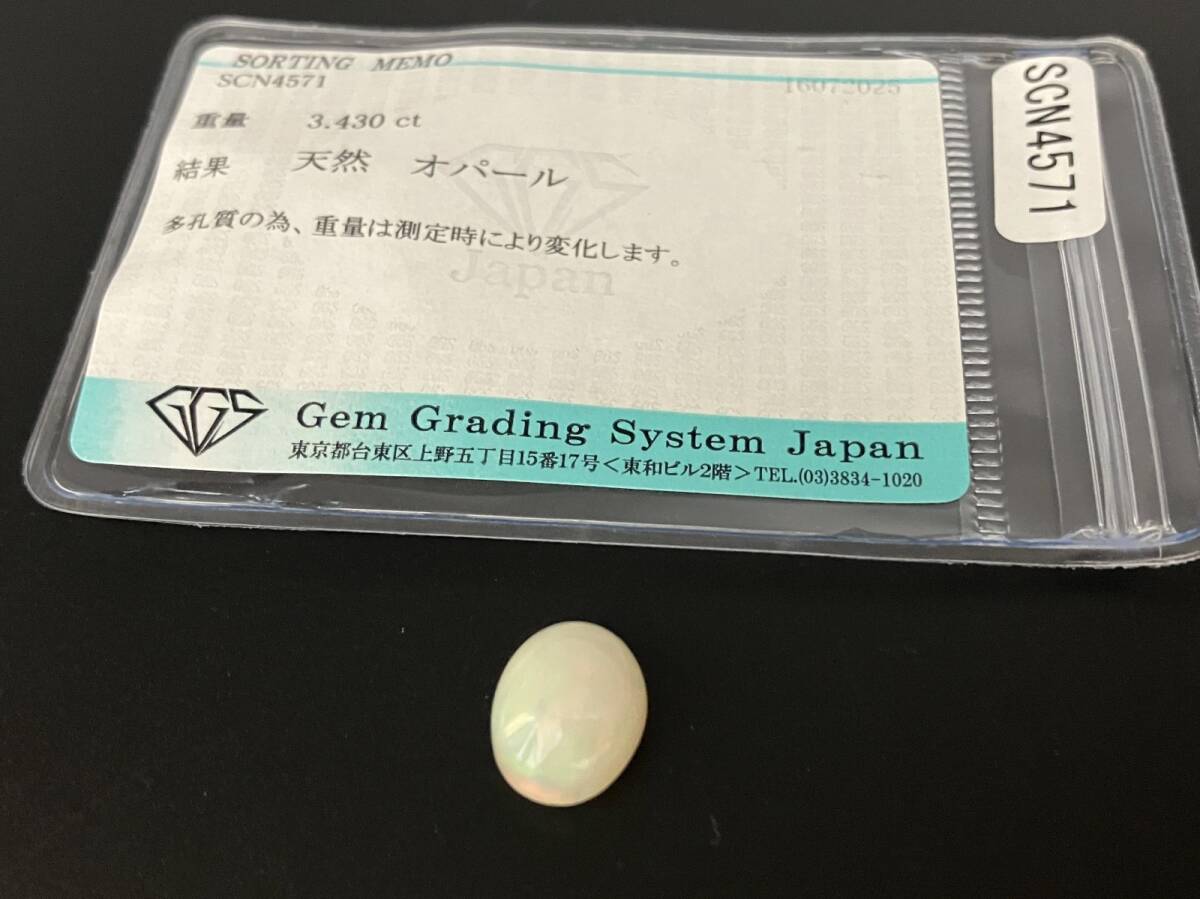 SORTING MEMO
SCN4571 16072025
重量 3.430 ct
結果 天然 オパール
多孔質の為、重量は測定時により変化します。
Japan
GGS Gem Grading System Japan
東京都台東区上野五丁目15番17号<東和ビル2階>TEL.(03)3834-1020
SCN4571